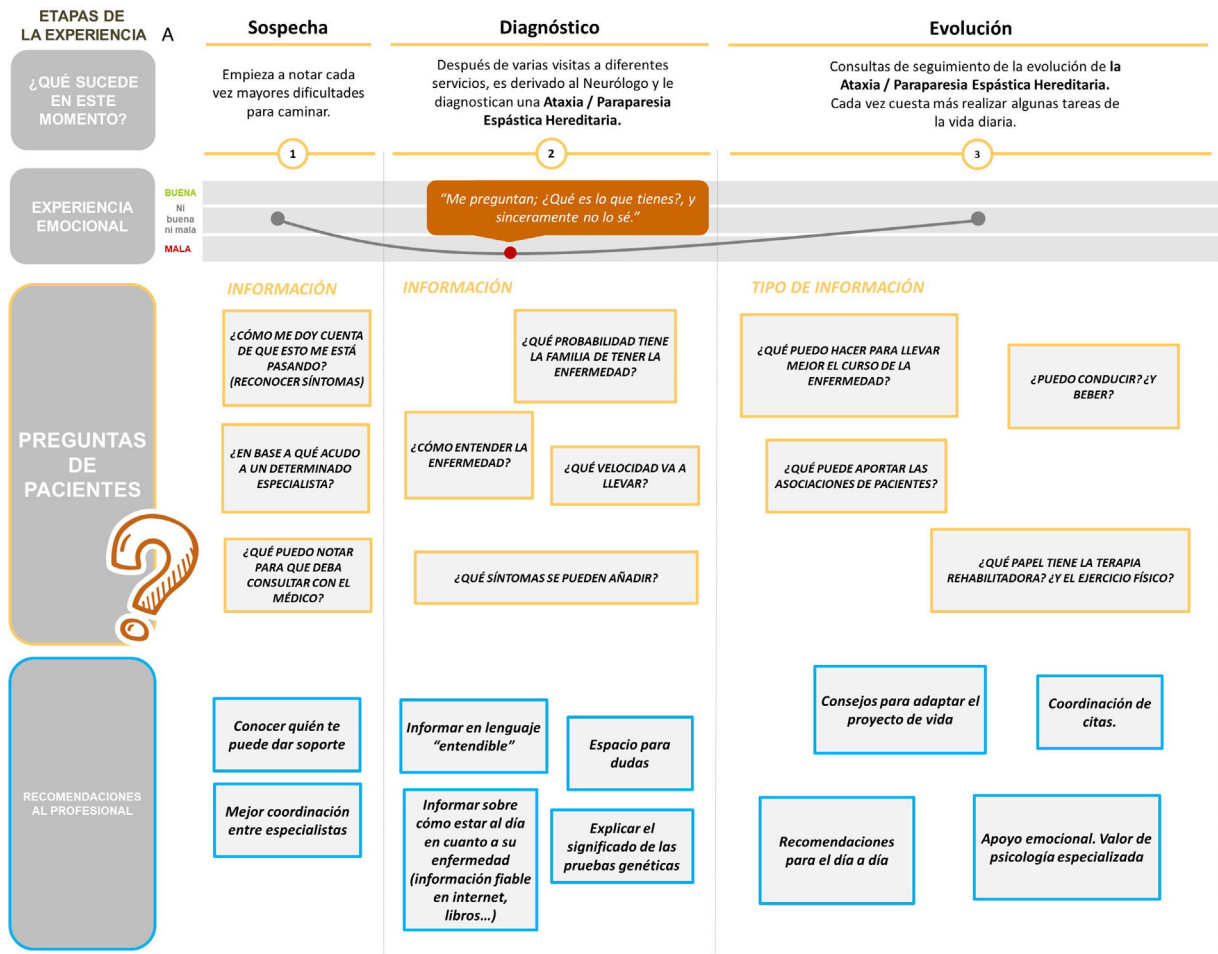 ETAPAS DE
LA EXPERIENCIA
A
Sospecha
Diagnóstico
Evolución
¿QUÉ SUCEDE
EN ESTE
MOMENTO?
Empieza a notar cada
vez mayores dificultades
para caminar.
Después de varias visitas a diferentes
servicios, es derivado al Neurólogo y le
diagnostican una Ataxia / Paraparesia
Espástica Hereditaria.
Consultas de seguimiento de la evolución de la
Ataxia / Paraparesia Espástica Hereditaria.
Cada vez cuesta más realizar algunas tareas de
la vida diaria.
1
2
3
EXPERIENCIA
EMOCIONAL
BUENA
Ni
buena
ni mala
MALA
“Me preguntan; ¿Qué es lo que tienes?, y
sinceramente no lo sé.”
PREGUNTAS
DE
PACIENTES
INFORMACIÓN
¿CÓMO ME DOY CUENTA
DE QUE ESTO ME ESTÁ
PASANDO?
(RECONOCER SÍNTOMAS)
¿EN BASE A QUÉ ACUDO
A UN DETERMINADO
ESPECIALISTA?
¿QUÉ PUEDO NOTAR
PARA QUE DEBA
CONSULTAR CON EL
MÉDICO?
INFORMACIÓN
¿QUÉ PROBABILIDAD TIENE
LA FAMILIA DE TENER LA
ENFERMEDAD?
¿CÓMO ENTENDER LA
ENFERMEDAD?
¿QUÉ VELOCIDAD VA A
LLEVAR?
¿QUÉ SÍNTOMAS SE PUEDEN AÑADIR?
TIPO DE INFORMACIÓN
¿QUÉ PUEDO HACER PARA LLEVAR
MEJOR EL CURSO DE LA
ENFERMEDAD?
¿PUEDO CONDUCIR? ¿Y
BEBER?
¿QUÉ PUEDE APORTAR LAS
ASOCIACIONES DE PACIENTES?
¿QUÉ PAPEL TIENE LA TERAPIA
REHABILITADORA? ¿Y EL EJERCICIO FÍSICO?
RECOMENDACIONES
AL PROFESIONAL
Conocer quién te
puede dar soporte
Mejor coordinación
entre especialistas
Informar en lenguaje
“entendible”
Espacio para
dudas
Informar sobre
cómo estar al día
en cuanto a su
enfermedad
(información fiable
en internet,
libros…)
Explicar el
significado de las
pruebas genéticas
Consejos para adaptar el
proyecto de vida
Coordinación de
citas.
Recomendaciones
para el día a día
Apoyo emocional. Valor de
psicología especializada